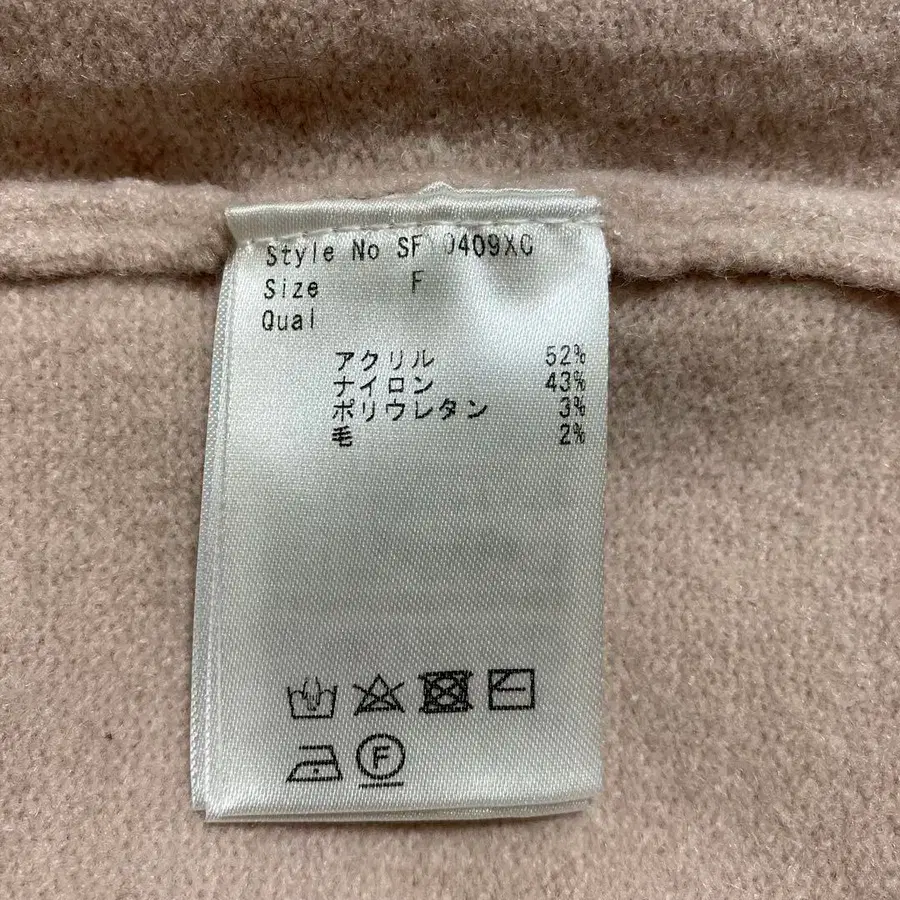 Style No SF 0409XC
Size F
Qual
アクリル 52%
ナイロン 43%
ポリウレタン 3%
毛 2%
F